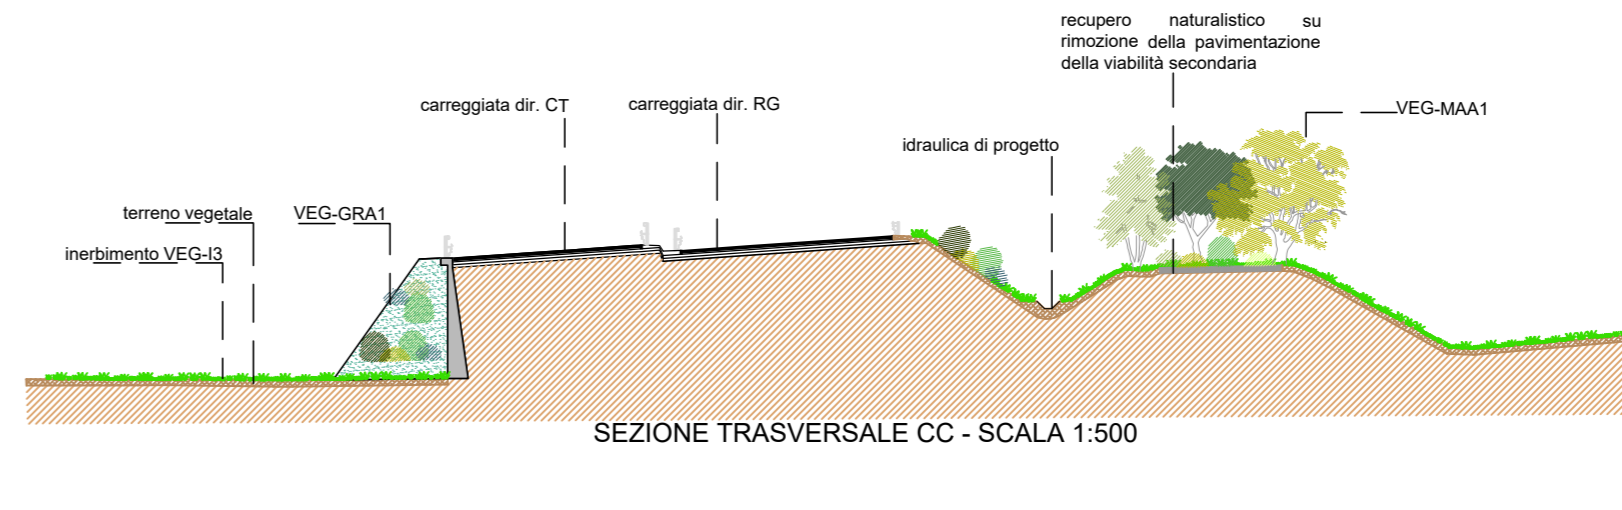 recupero naturalistico su
rimozione della pavimentazione
della viabilità secondaria
carreggiata dir. CT
carreggiata dir. RG
VEG-MAA1
idraulica di progetto
terreno vegetale
VEG-GRA1
inerbimento VEG-I3
SEZIONE TRASVERSALE CC - SCALA 1:500